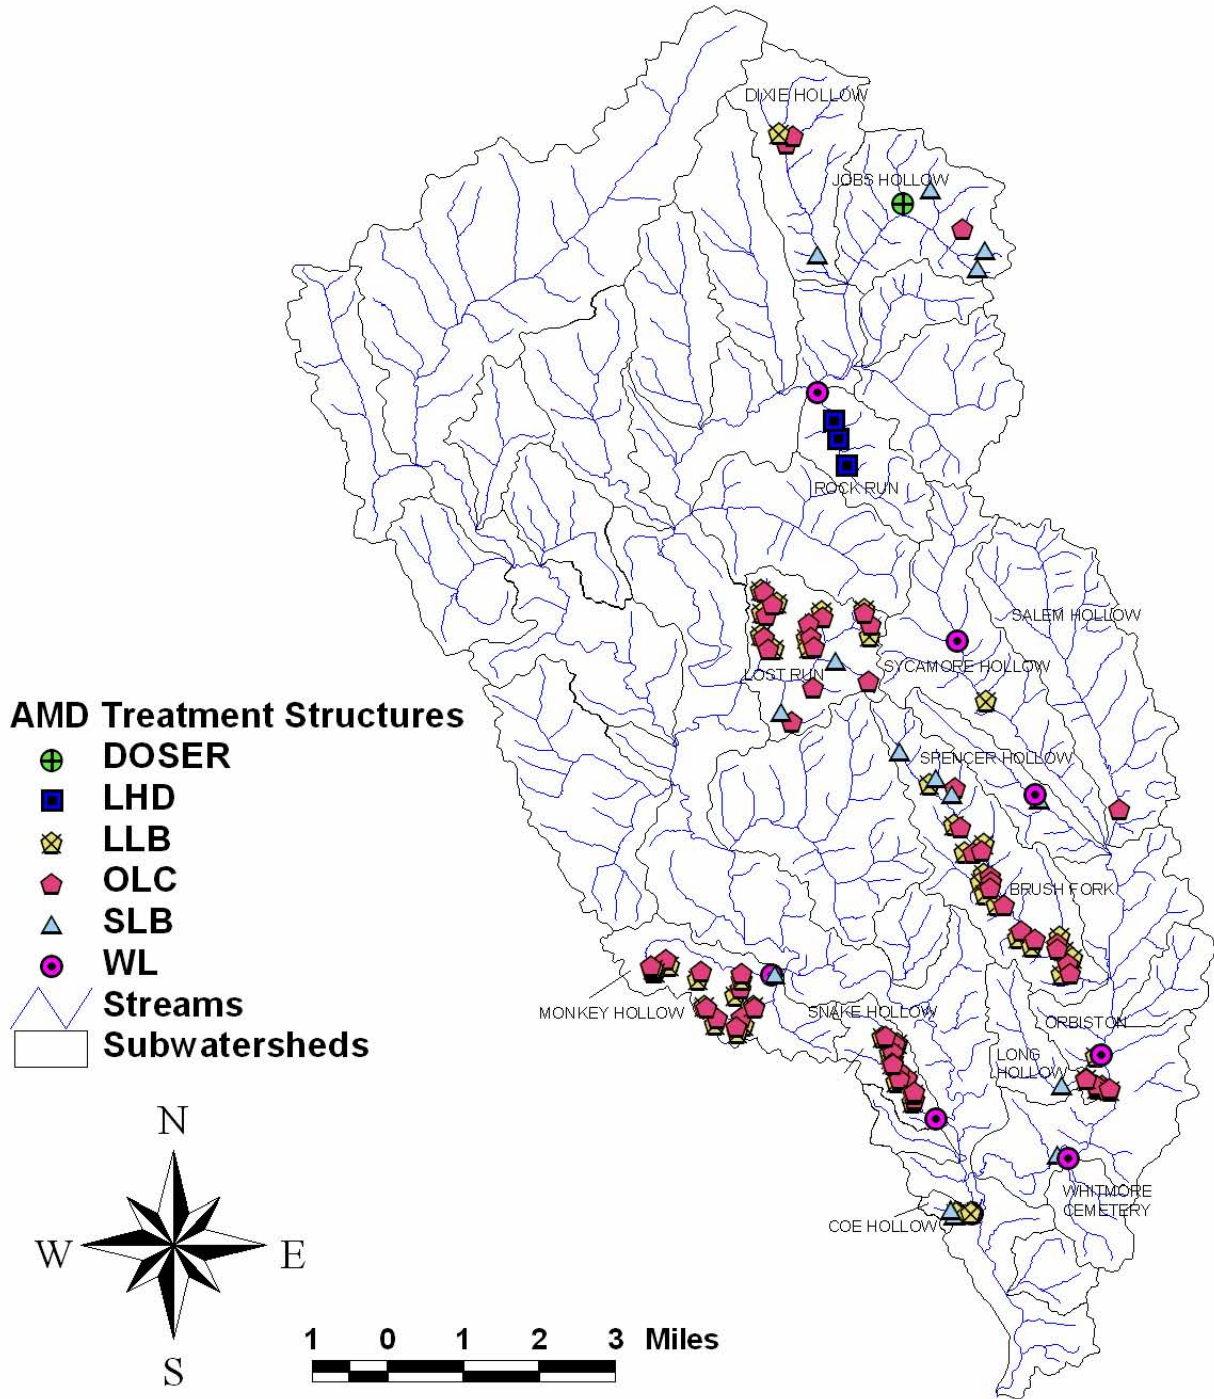 DIXIE HOLLOW
JOBS HOLLOW
ROCK RUN
SALEM HOLLOW
SYCAMORE HOLLOW
LOST RUN
SPENCER HOLLOW
BRUSH FORK
MONKEY HOLLOW
SNAKE HOLLOW
ORBISTON
LONG
HOLLOW
WHITMORE
CEMETERY
COE HOLLOW
AMD Treatment Structures
DOSER
LHD
LLB
OLC
SLB
WL
Streams
Subwatersheds
N
W
E
S
1 0 1 2 3 Miles